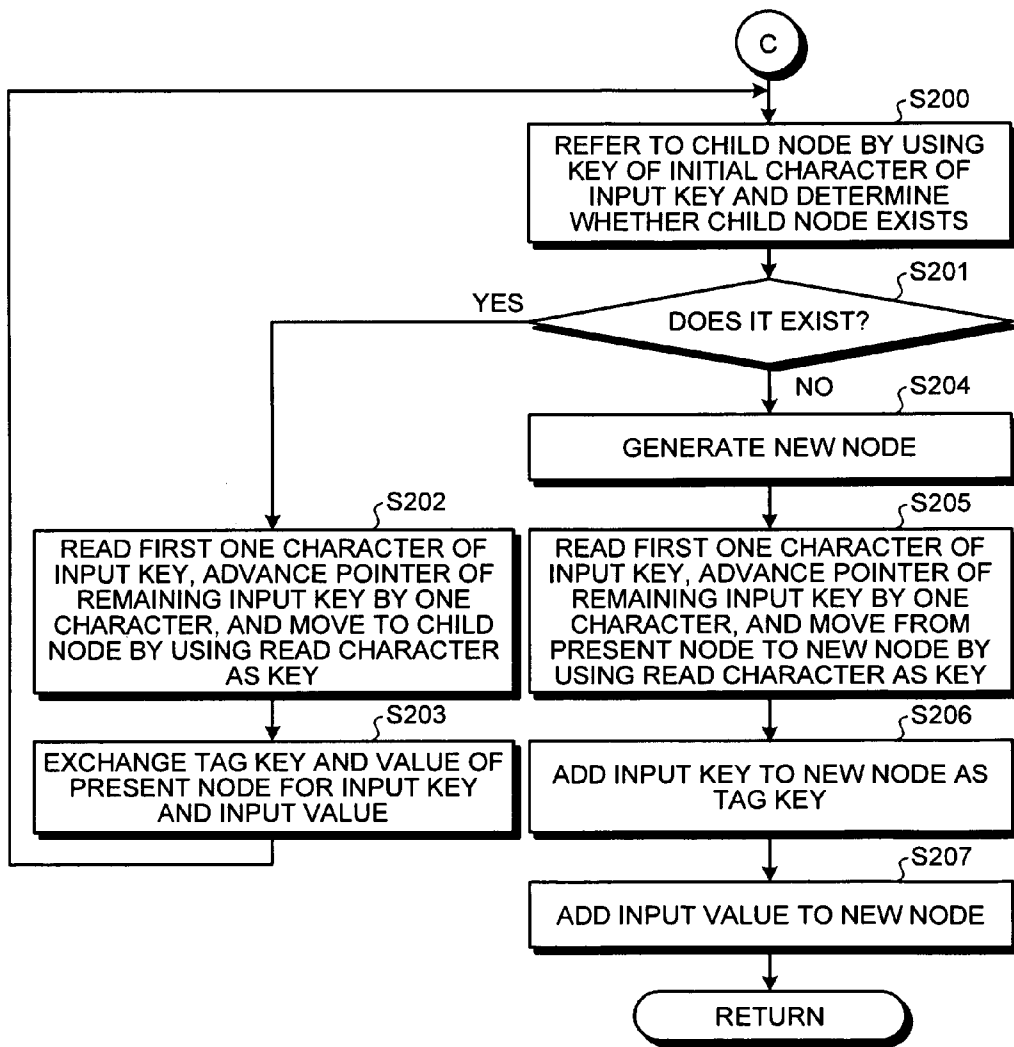 C
S200
REFER TO CHILD NODE BY USING
KEY OF INITIAL CHARACTER OF
INPUT KEY AND DETERMINE
WHETHER CHILD NODE EXISTS
S201
YES
DOES IT EXIST?
NO
S204
GENERATE NEW NODE
S202
READ FIRST ONE CHARACTER OF
INPUT KEY, ADVANCE POINTER OF
REMAINING INPUT KEY BY ONE
CHARACTER, AND MOVE TO CHILD
NODE BY USING READ CHARACTER
AS KEY
S205
READ FIRST ONE CHARACTER OF
INPUT KEY, ADVANCE POINTER OF
REMAINING INPUT KEY BY ONE
CHARACTER, AND MOVE FROM
PRESENT NODE TO NEW NODE BY
USING READ CHARACTER AS KEY
S203
EXCHANGE TAG KEY AND VALUE OF
PRESENT NODE FOR INPUT KEY
AND INPUT VALUE
S206
ADD INPUT KEY TO NEW NODE AS
TAG KEY
S207
ADD INPUT VALUE TO NEW NODE
RETURN